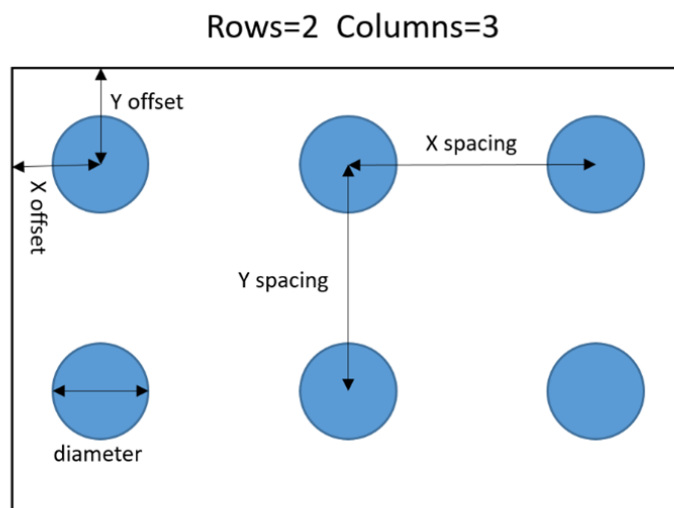 Rows=2  Columns=3
Y offset
X spacing
X offset
Y spacing
diameter